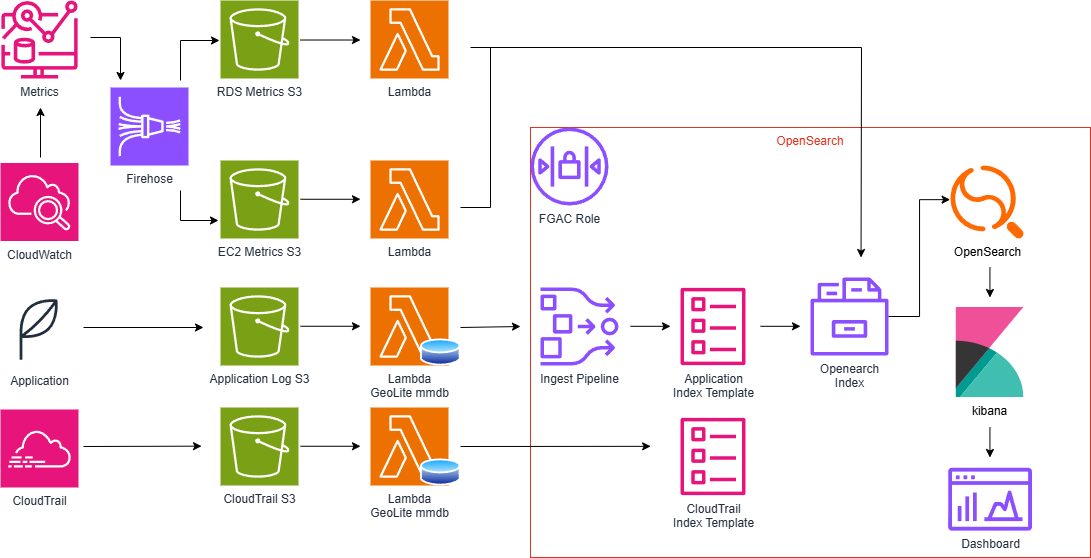 Metrics
RDS Metrics S3
Lambda
OpenSearch
Firehose
FGAC Role
CloudWatch
EC2 Metrics S3
Lambda
OpenSearch
Application
Application Log S3
Lambda
GeoLite mmdb
Ingest Pipeline
Application
Index Template
Openearch
Index
kibana
CloudTrail
CloudTrail S3
Lambda
GeoLite mmdb
CloudTrail
Index Template
Dashboard